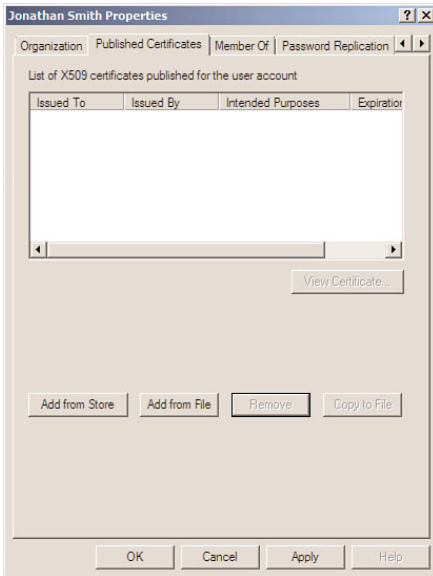 Jonathan Smith Properties
Organization Published Certificates Member Of Password Replication
List of X509 certificates published for the user account
Issued To Issued By Intended Purposes Expiration
View Certificate...
Add from Store Add from File Remove Copy to File
OK Cancel Apply Help